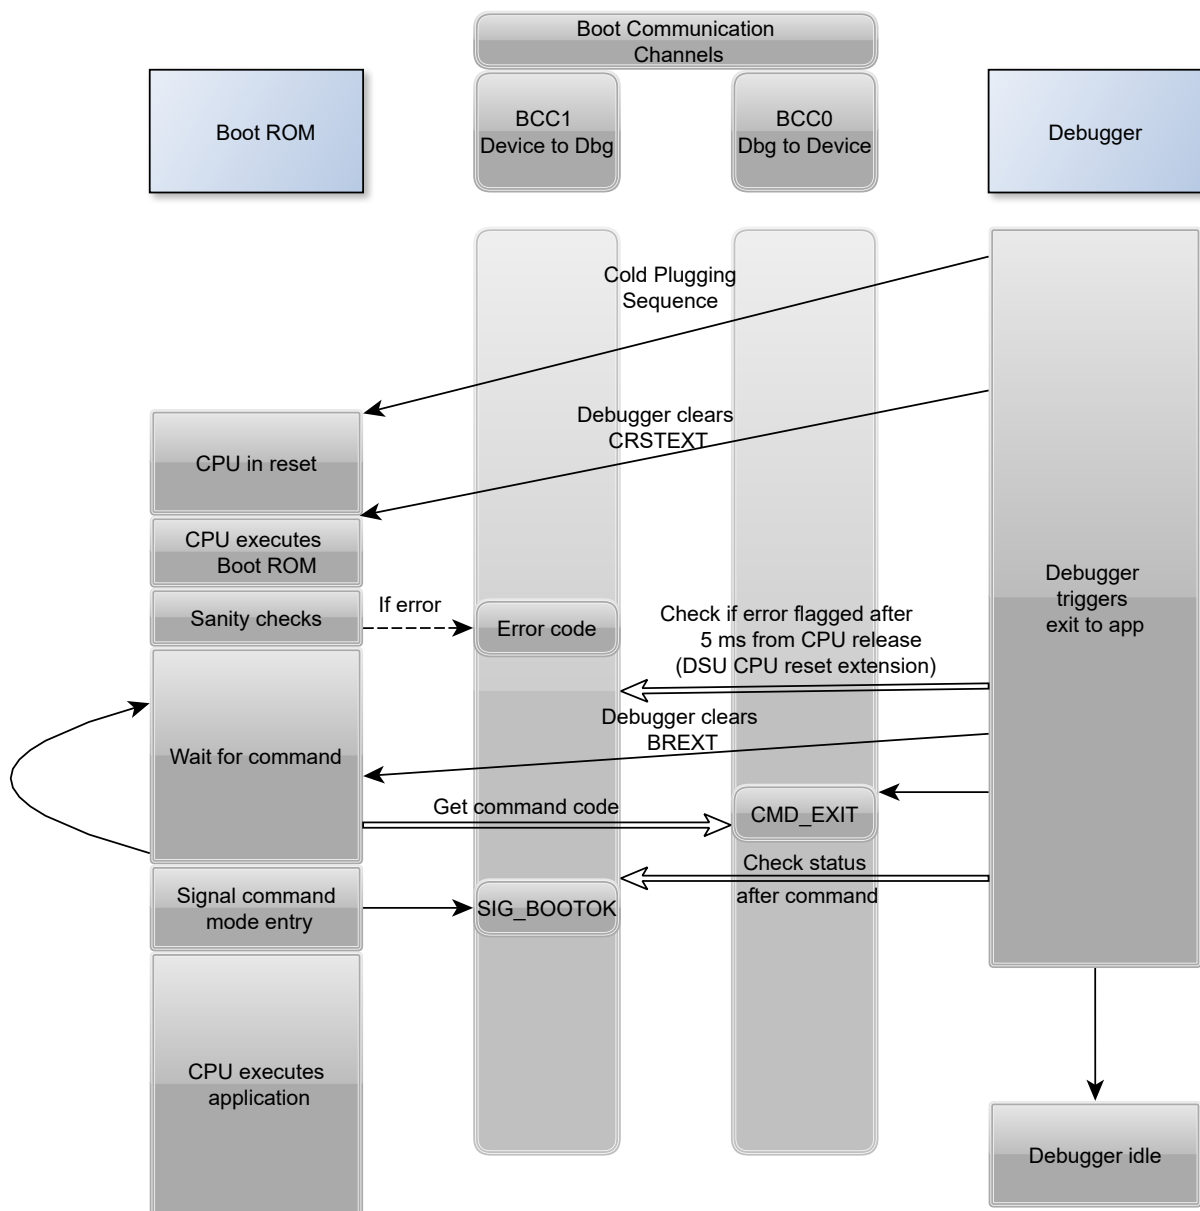 Boot Communication
Channels
Boot ROM
BCC1
Device to Dbg
BCC0
Dbg to Device
Debugger
Cold Plugging
Sequence
Debugger clears
CRSTEXT
CPU in reset
CPU executes
Boot ROM
Sanity checks
If error
Error code
Check if error flagged after
5 ms from CPU release
(DSU CPU reset extension)
Debugger
triggers
exit to app
Debugger clears
BREXT
Wait for command
Get command code
CMD_EXIT
Check status
after command
Signal command
mode entry
SIG_BOOTOK
CPU executes
application
Debugger idle